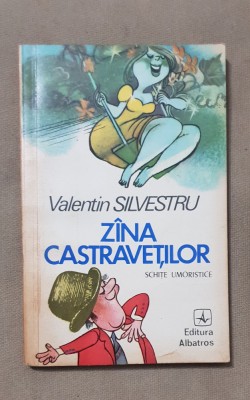 Valentin SILVESTRU
ZÎNA
CASTRAVEȚILOR
SCHIȚE UMORISTICE
Editura
Albatros